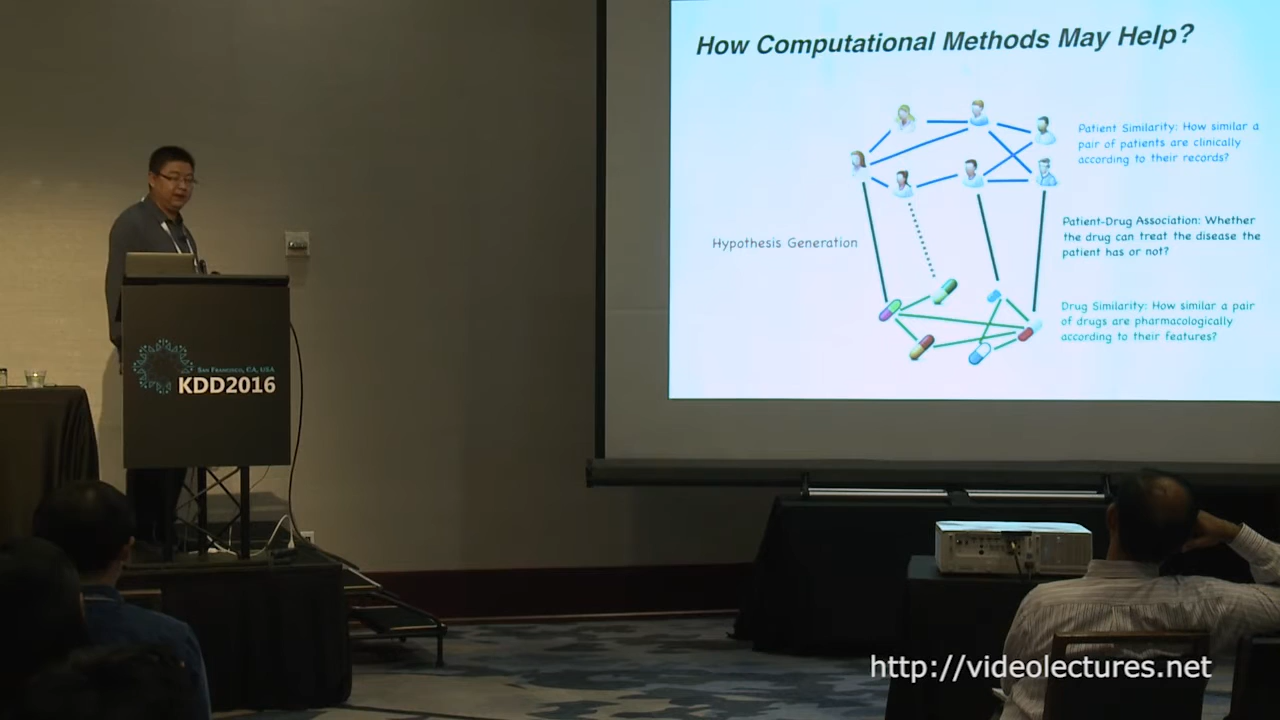 How Computational Methods May Help?
Patient Similarity: How similar a
pair of patients are clinically
according to their records?
Patient-Drug Association: Whether
the drug can treat the disease the
patient has or not?
Hypothesis Generation
Drug Similarity: How similar a pair
of drugs are pharmacologically
according to their features?
San Francisco, CA, USA
KDD2016
http://videolectures.net